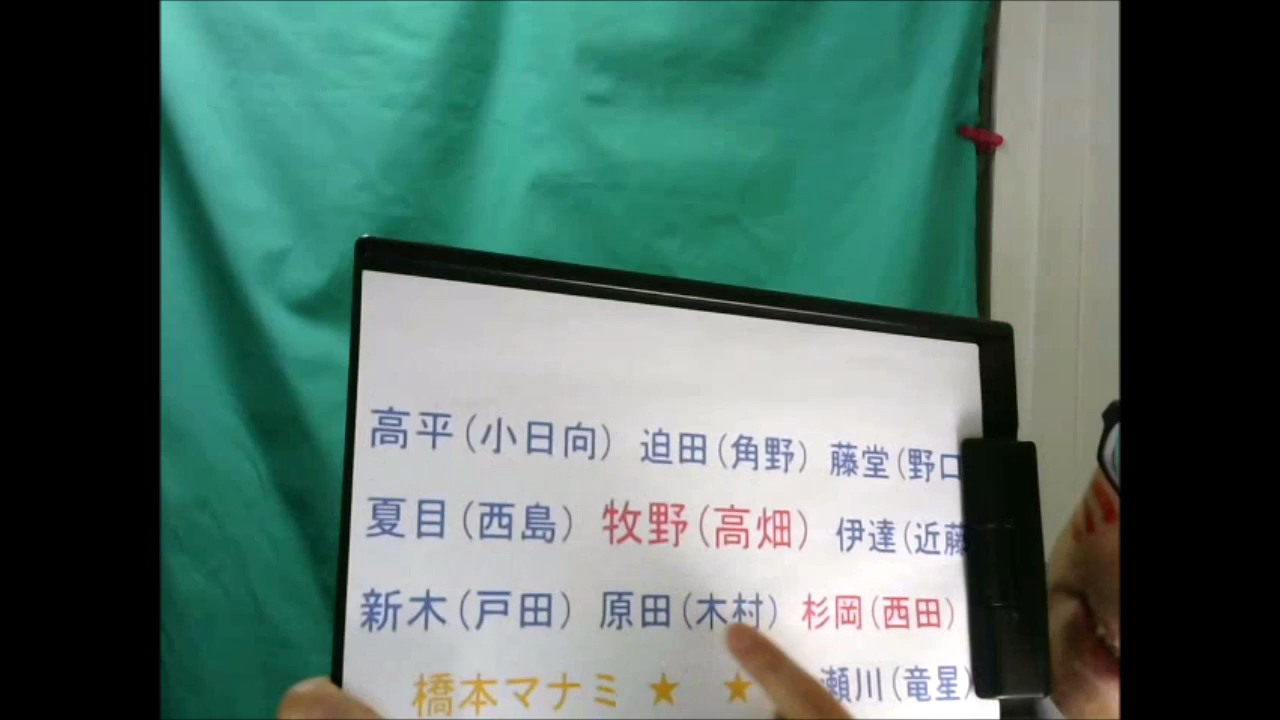 高平(小日向) 迫田(角野) 藤堂(野口
夏目(西島) 牧野(高畑) 伊達(近藤
新木(戸田) 原田(木村) 杉岡(西田)
橋本マナミ★ ★ 瀬川(竜星)